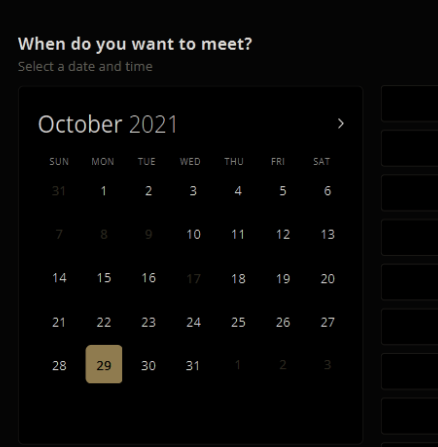 When do you want to meet?
Select a date and time
October 2021 >
SUN MON TUE WED THU FRI SAT
31 1 2 3 4 5 6
7 8 9 10 11 12 13
14 15 16 17 18 19 20
21 22 23 24 25 26 27
28 29 30 31 1 2 3